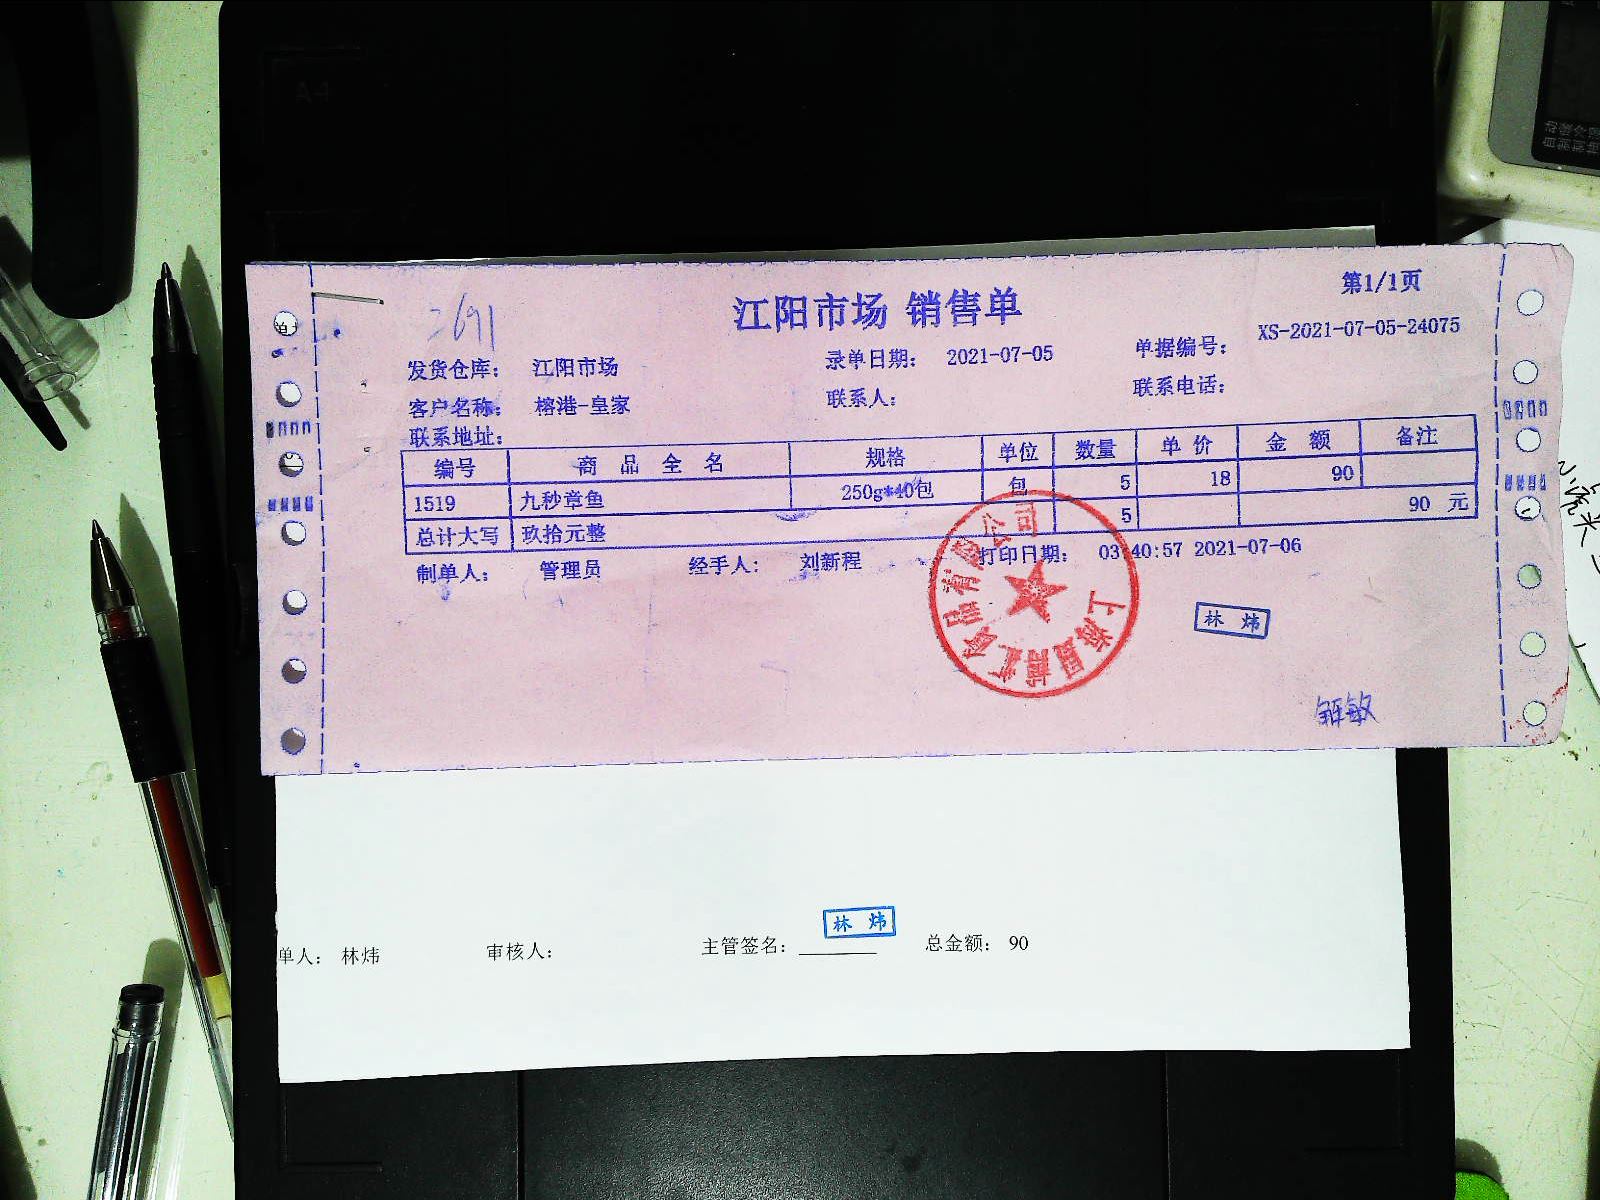 第1/1页
江阳市场 销售单
2691
发货仓库： 江阳市场 录单日期： 2021-07-05 单据编号： XS-2021-07-05-24075
客户名称： 榕港-皇家 联系人： 联系电话：
联系地址：
编号 商 品 全 名 规格 单位 数量 单 价 金 额 备注
1519 九秒章鱼 250g*40包 包 5 18 90
总计大写 玖拾元整 5 90 元
制单人： 管理员 经手人： 刘新程 打印日期： 03:40:57 2021-07-06
林 炜
林 炜
单人： 林炜 审核人： 主管签名： 总金额： 90
A4